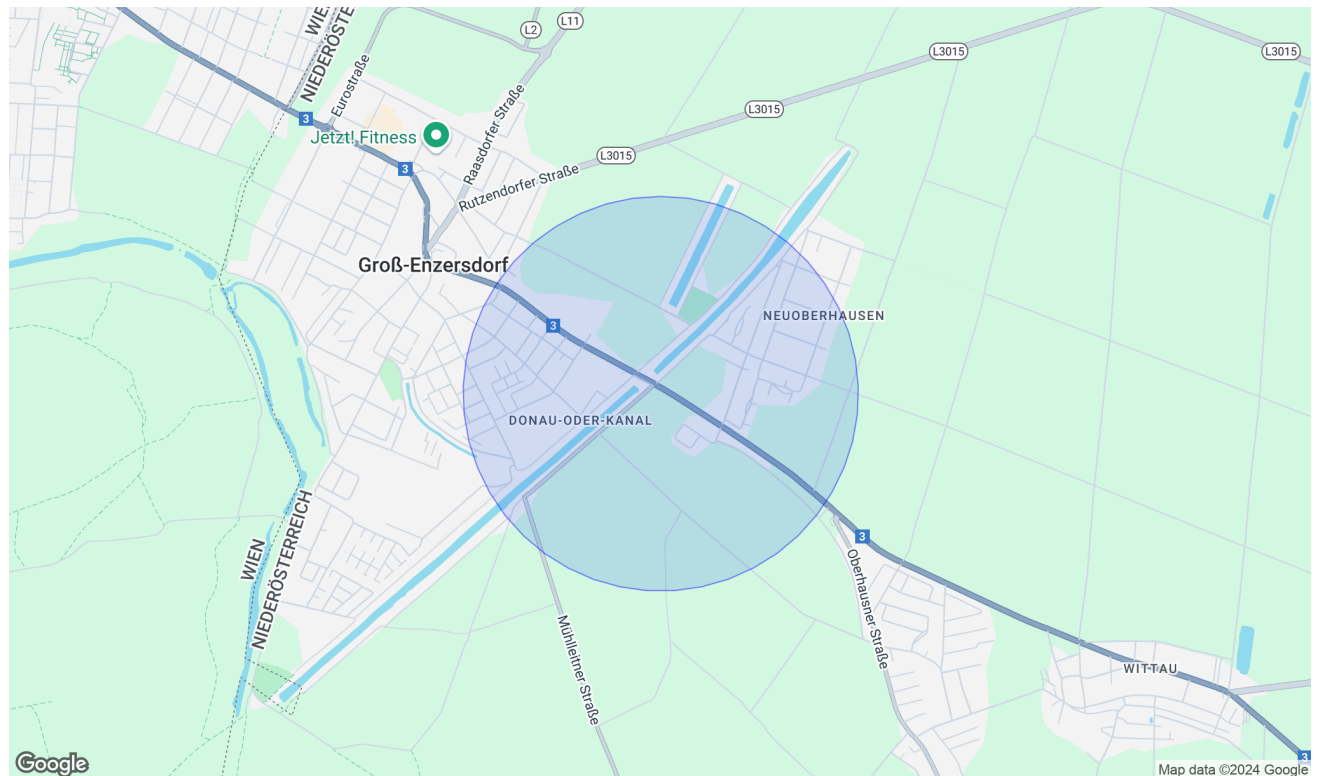 L2
L11
WIEN
NIEDERÖSTE
Eurostraße
L3015
L3015
3
Jetzt! Fitness
Raasdorfer Straße
L3015
L3015
3
Rutzendorfer Straße
Groß-Enzersdorf
3
NEUOBERHAUSEN
DONAU-ODER-KANAL
WIEN
NIEDERÖSTERREICH
3
Oberhausner Straße
Mühlleitner Straße
WITTAU
3
Google
Map data ©2024 Google